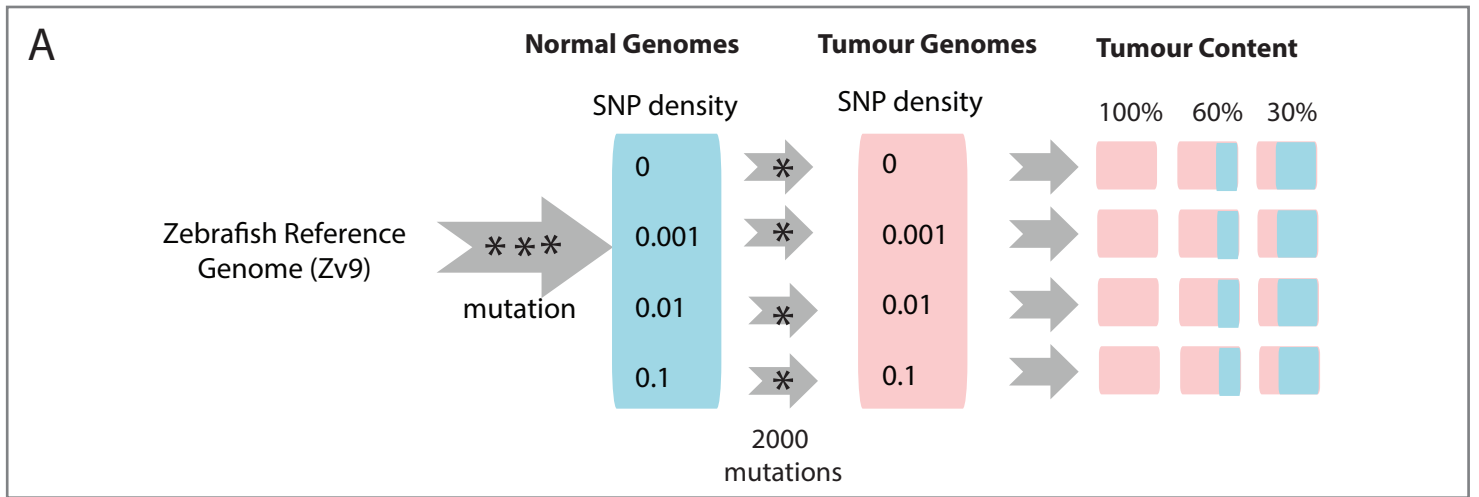 A
Normal Genomes
Tumour Genomes
Tumour Content
SNP density
SNP density
100% 60% 30%
0
*
0
Zebrafish Reference
Genome (Zv9)
* * *
mutation
0.001
*
0.001
0.01
*
0.01
0.1
*
0.1
2000
mutations